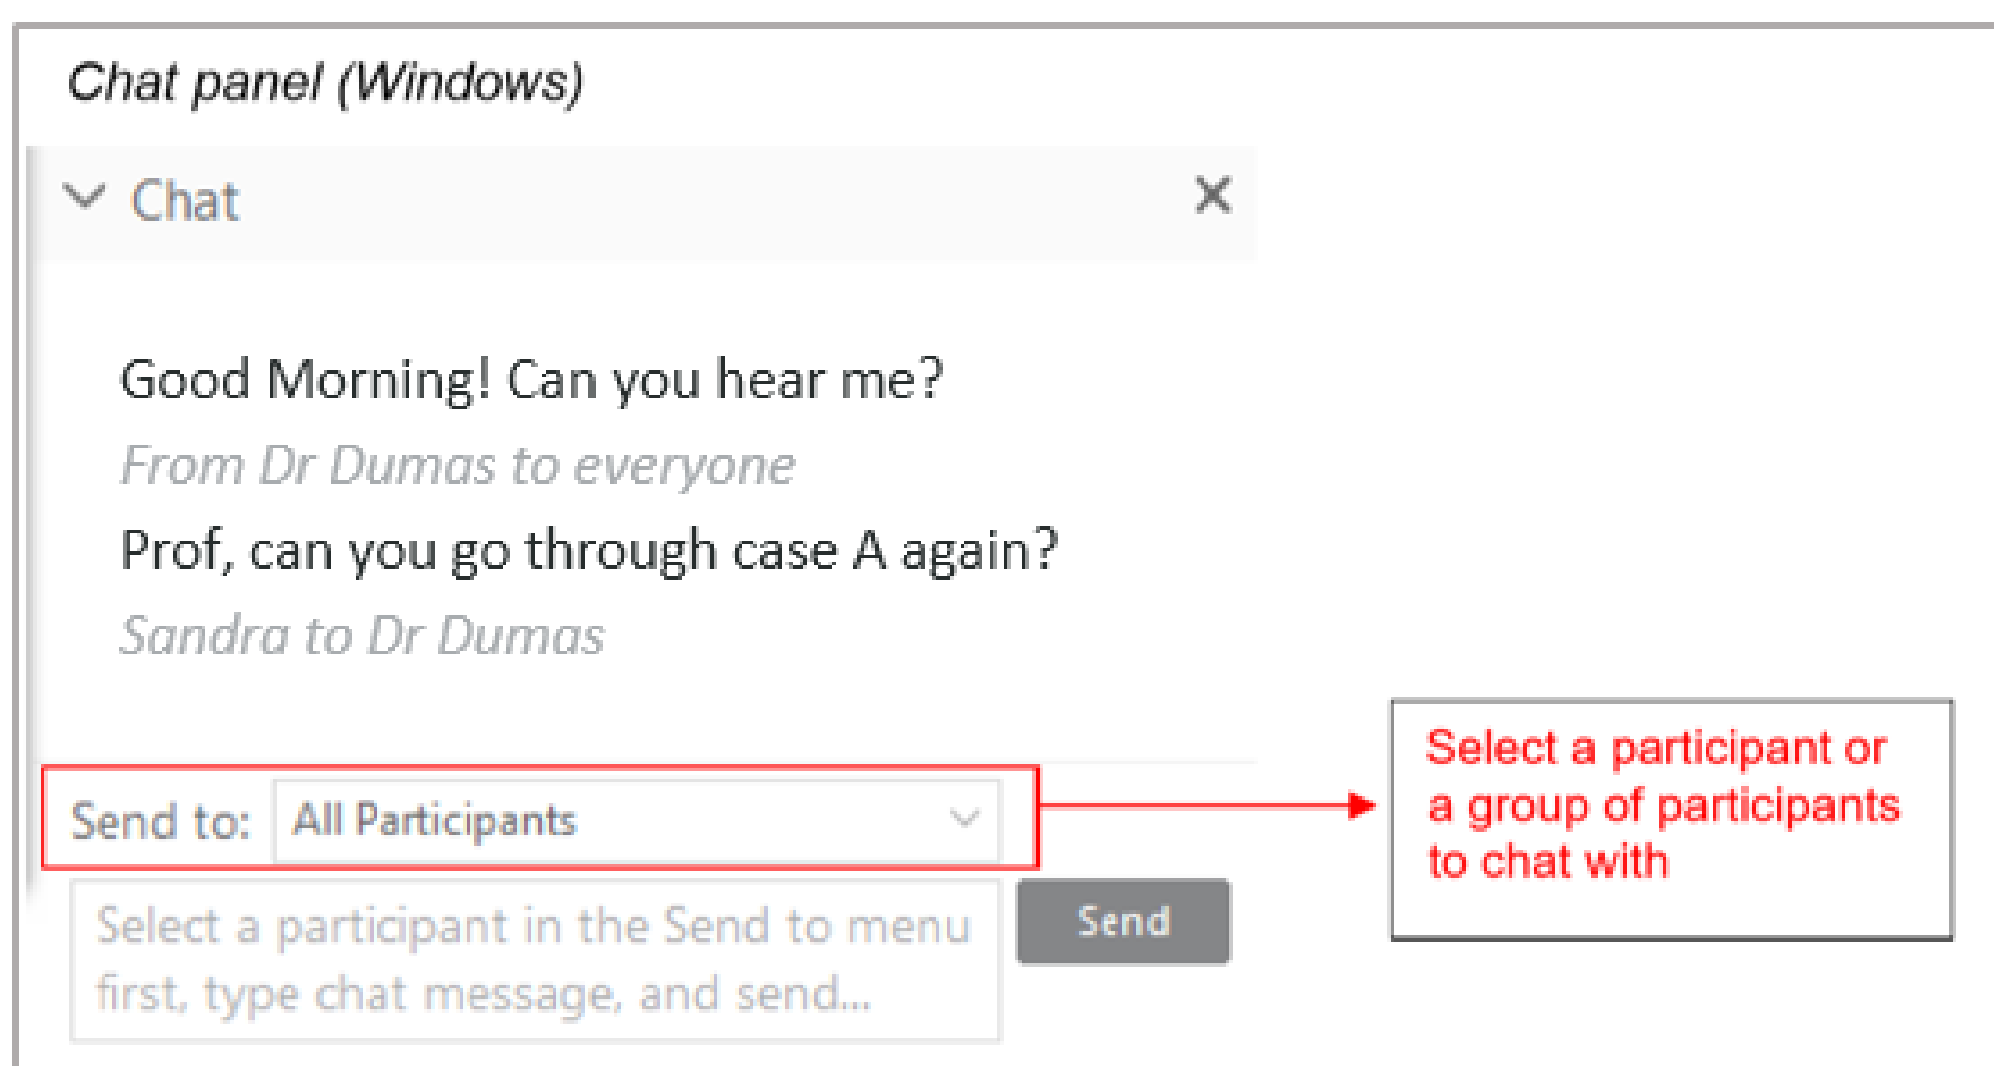 Chat panel (Windows)
Chat
Good Morning! Can you hear me?
From Dr Dumas to everyone
Prof, can you go through case A again?
Sandra to Dr Dumas
Send to: All Participants
Select a participant or
a group of participants
to chat with
Select a participant in the Send to menu
first, type chat message, and send...
Send